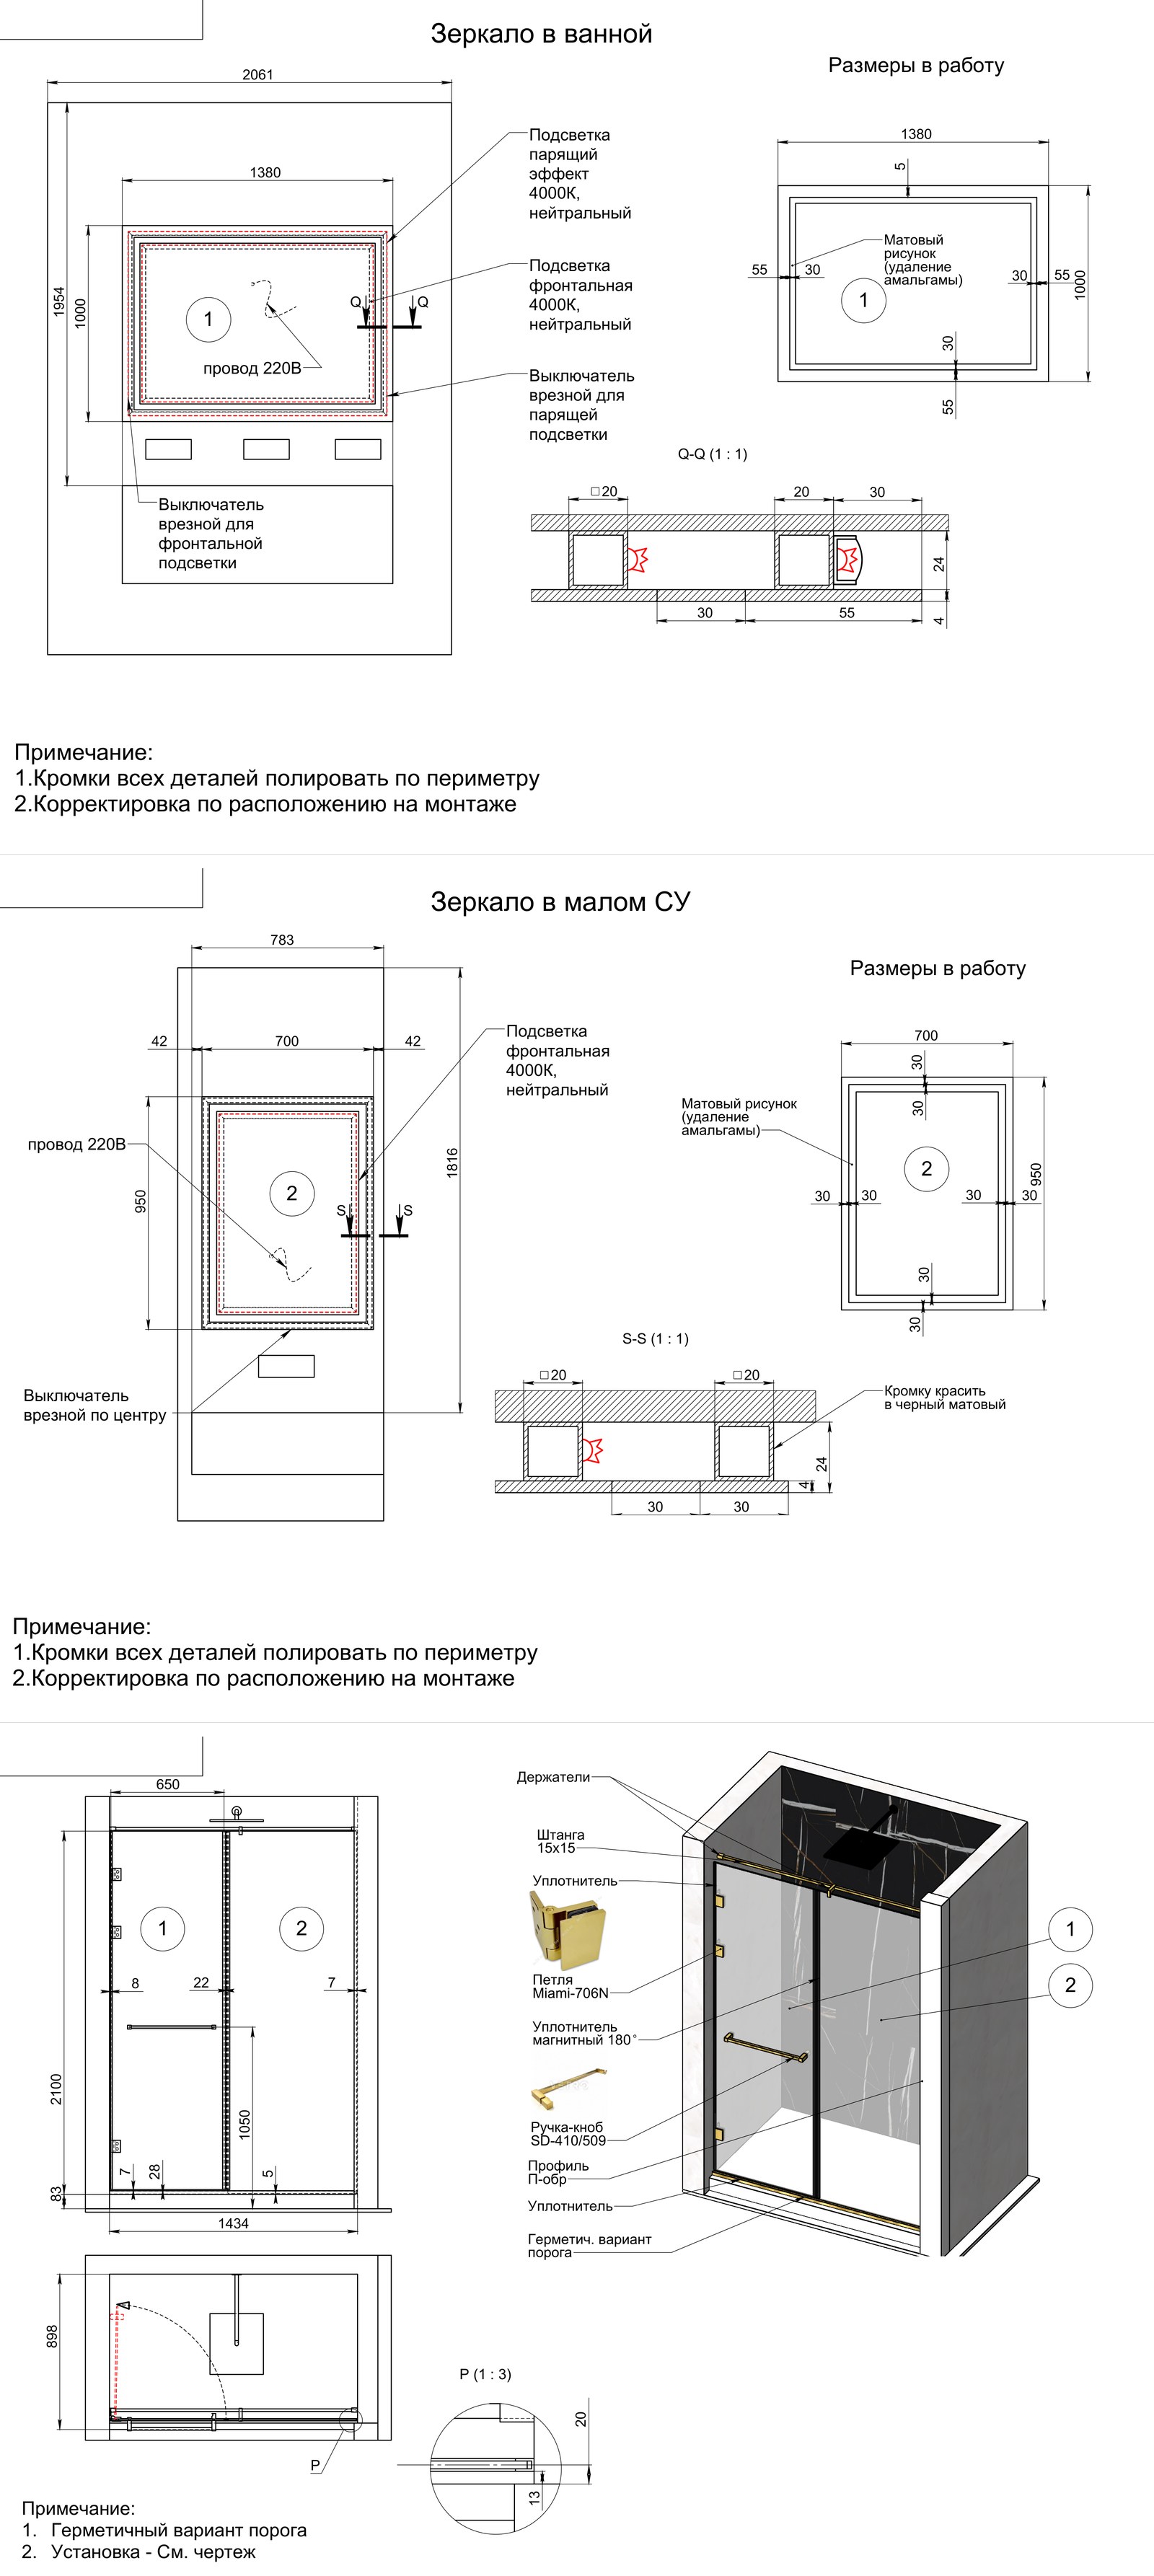 Зеркало в ванной
Размеры в работу
2061
1380
1954
1000
1
Q
Q
провод 220В
Подсветка
парящий
эффект
4000К,
нейтральный
Подсветка
фронтальная
4000К,
нейтральный
Выключатель
врезной для
парящей
подсветки
Выключатель
врезной для
фронтальной
подсветки
1380
5
Матовый
рисунок
(удаление
амальгамы)
55
30
1
30
55
1000
30
55
Q-Q (1 : 1)
□20
20
30
24
30
55
4
Примечание:
1.Кромки всех деталей полировать по периметру
2.Корректировка по расположению на монтаже
Зеркало в малом СУ
Размеры в работу
783
42
700
42
Подсветка
фронтальная
4000К,
нейтральный
провод 220В
950
1816
2
S
S
Выключатель
врезной по центру
700
30
30
Матовый рисунок
(удаление
амальгамы)
2
950
30
30
30
30
30
30
S-S (1 : 1)
□20
□20
Кромку красить
в черный матовый
24
4
30
30
Примечание:
1.Кромки всех деталей полировать по периметру
2.Корректировка по расположению на монтаже
650
1
2
8
22
7
2100
1050
7
28
5
83
1434
Держатели
Штанга
15х15
Уплотнитель
Петля
Miami-706N
Уплотнитель
магнитный 180°
Ручка-кноб
SD-410/509
Профиль
П-обр
Уплотнитель
Герметич. вариант
порога
1
2
898
P
P (1 : 3)
20
13
Примечание:
1. Герметичный вариант порога
2. Установка - См. чертеж